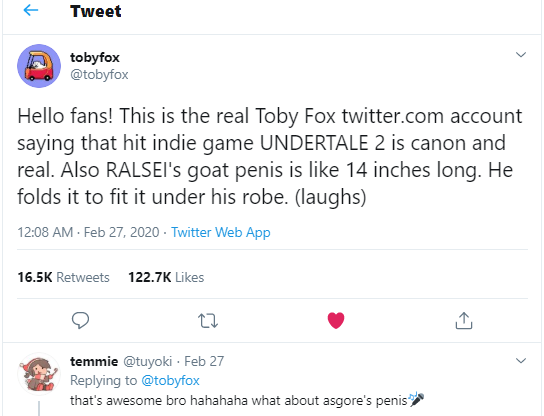 Tweet
tobyfox
@tobyfox
Hello fans! This is the real Toby Fox twitter.com account
saying that hit indie game UNDERTALE 2 is canon and
real. Also RALSEI's goat penis is like 14 inches long. He
folds it to fit it under his robe. (laughs)
12:08 AM · Feb 27, 2020 · Twitter Web App
16.5K Retweets 122.7K Likes
temmie @tuyoki · Feb 27
Replying to @tobyfox
that's awesome bro hahahaha what about asgore's penis🎤